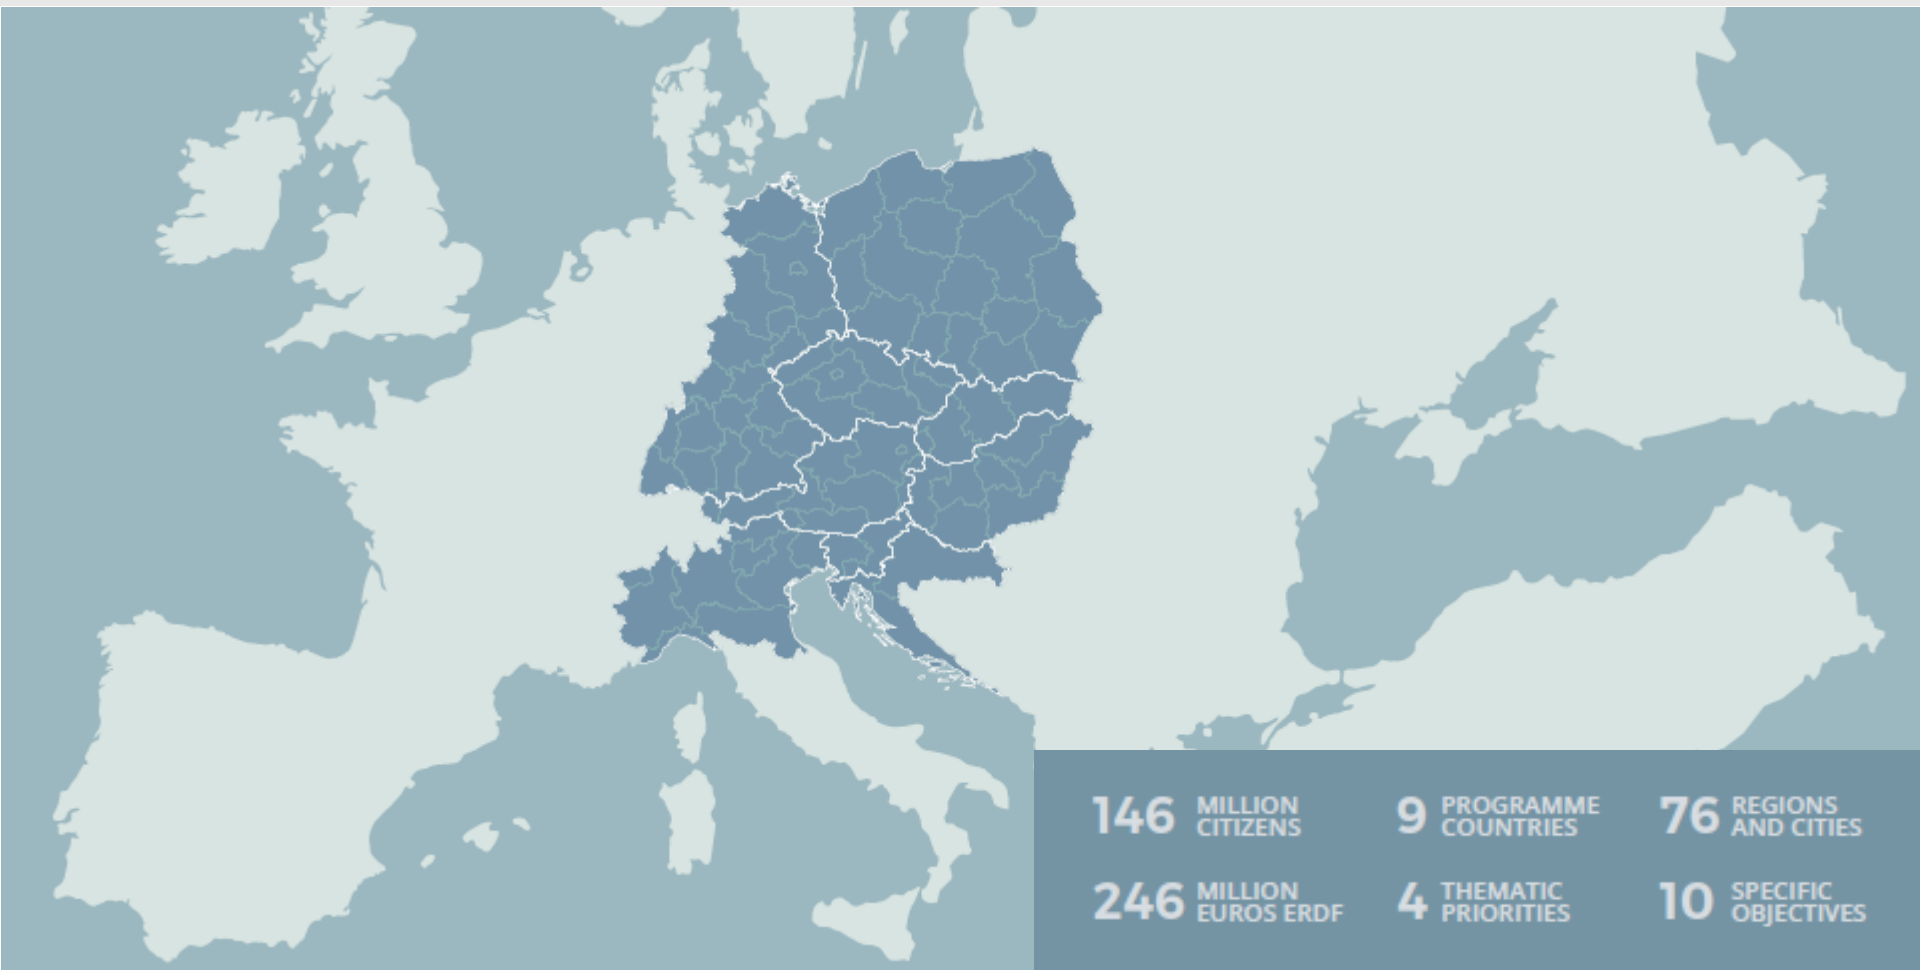 146 MILLION CITIZENS
9 PROGRAMME COUNTRIES
76 REGIONS AND CITIES
246 MILLION EUROS ERDF
4 THEMATIC PRIORITIES
10 SPECIFIC OBJECTIVES